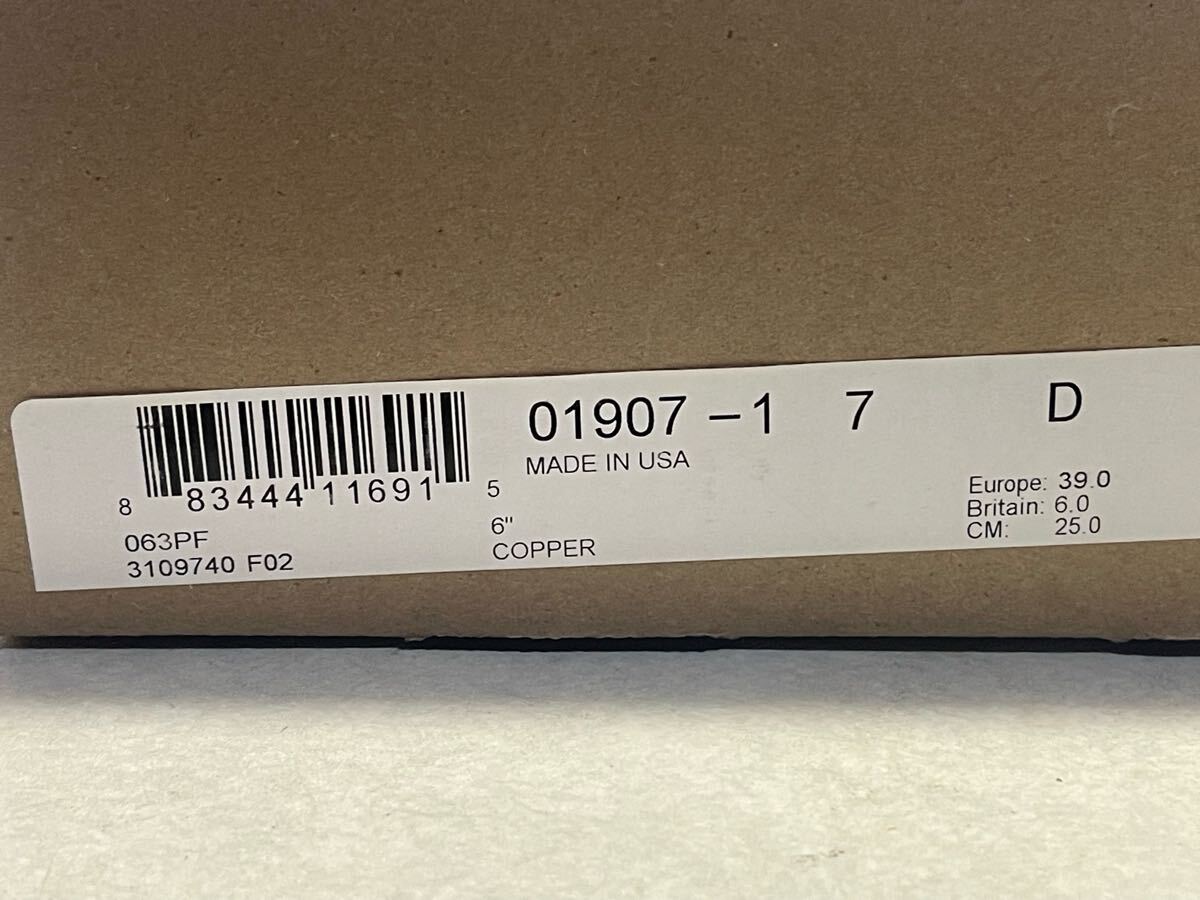 8 83444 11691 5
063PF
3109740 F02
01907 – 1 7 D
MADE IN USA
6"
COPPER
Europe: 39.0
Britain: 6.0
CM: 25.0